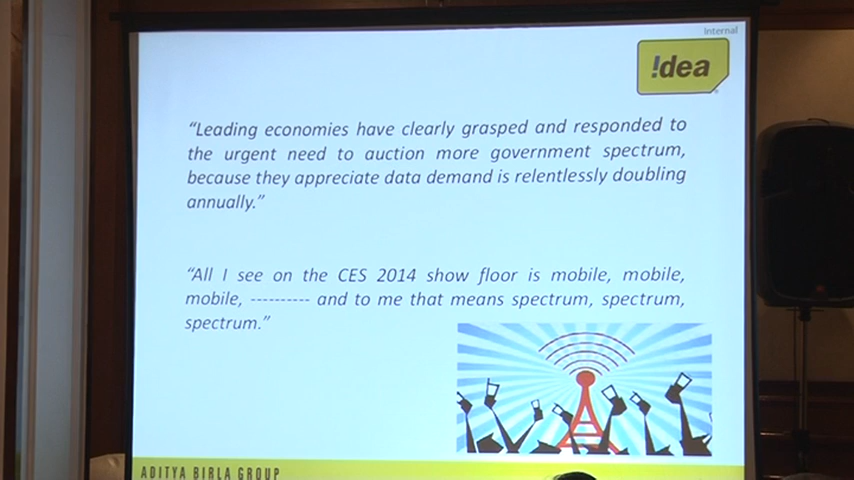 Internal
!dea
“Leading economies have clearly grasped and responded to
the urgent need to auction more government spectrum,
because they appreciate data demand is relentlessly doubling
annually.”
“All I see on the CES 2014 show floor is mobile, mobile,
mobile, ---------- and to me that means spectrum, spectrum,
spectrum.”
ADITYA BIRLA GROUP